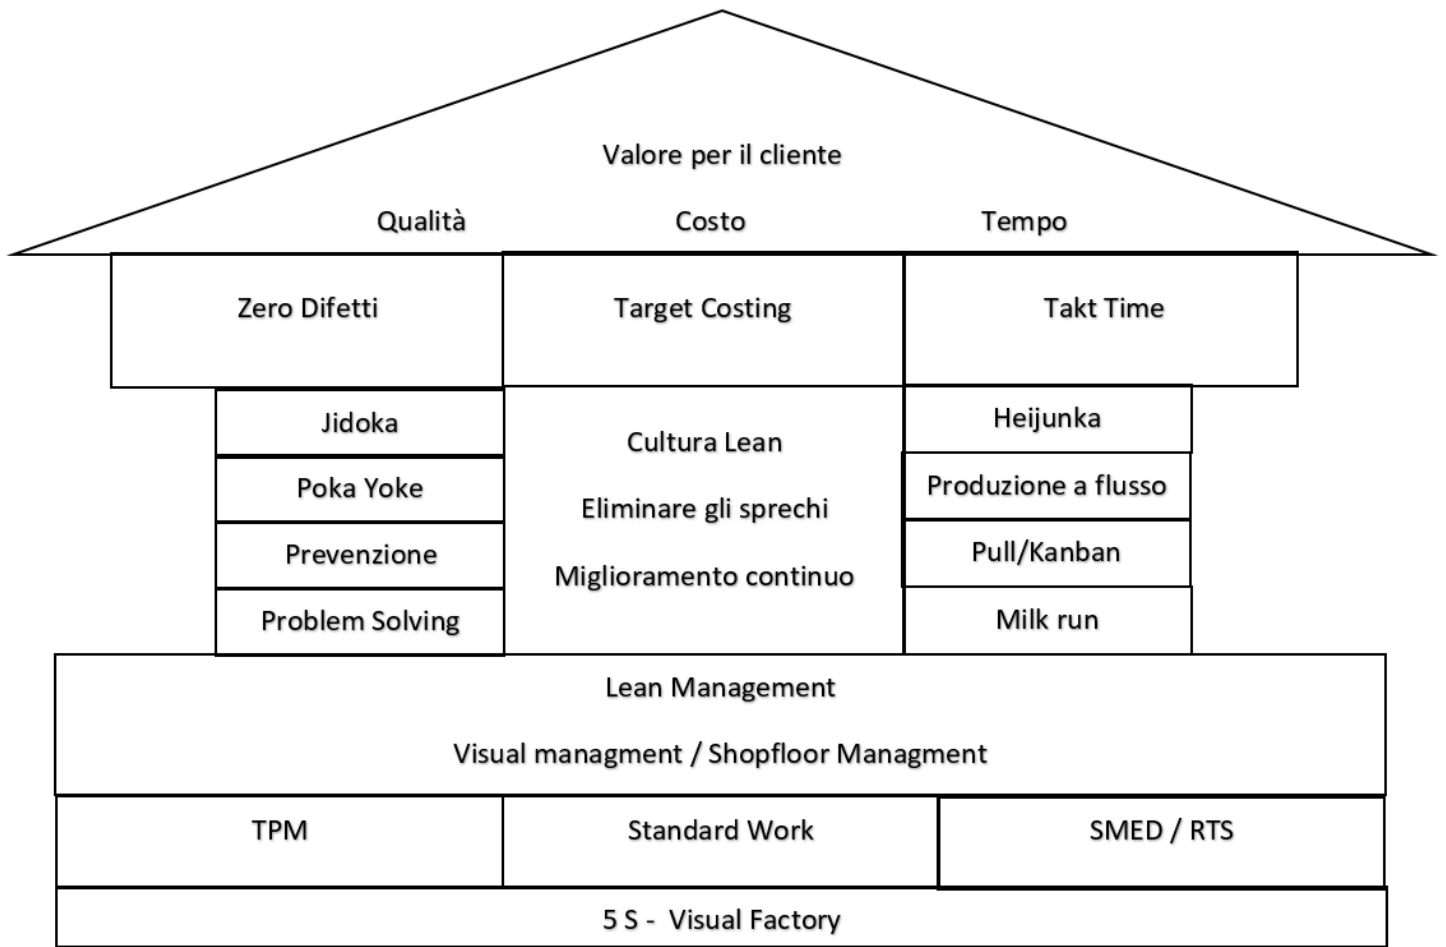 Valore per il cliente
Qualità Costo Tempo
Zero Difetti Target Costing Takt Time
Jidoka
Poka Yoke
Prevenzione
Problem Solving
Cultura Lean
Eliminare gli sprechi
Miglioramento continuo
Heijunka
Produzione a flusso
Pull/Kanban
Milk run
Lean Management
Visual managment / Shopfloor Managment
TPM Standard Work SMED / RTS
5 S - Visual Factory